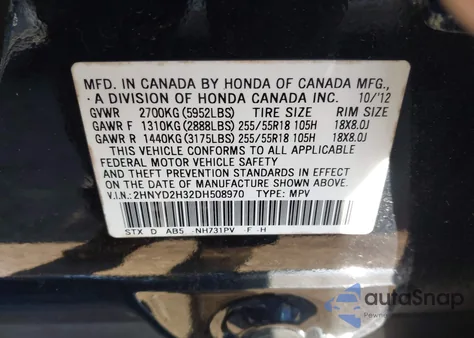 MFD. IN CANADA BY HONDA OF CANADA MFG.,
A DIVISION OF HONDA CANADA INC. 10/'12
GVWR 2700KG (5952LBS) TIRE SIZE RIM SIZE
GAWR F 1310KG (2888LBS) 255/55R18 105H 18X8.0J
GAWR R 1440KG (3175LBS) 255/55R18 105H 18X8.0J
THIS VEHICLE CONFORMS TO ALL APPLICABLE
FEDERAL MOTOR VEHICLE SAFETY
AND THEFT PREVENTION STANDARDS IN EFFECT
ON THE DATE OF MANUFACTURE SHOWN ABOVE.
V.I.N.: 2HNYD2H32DH508970 TYPE: MPV
STX D AB5 -NH731PV -F -H
autoSnap